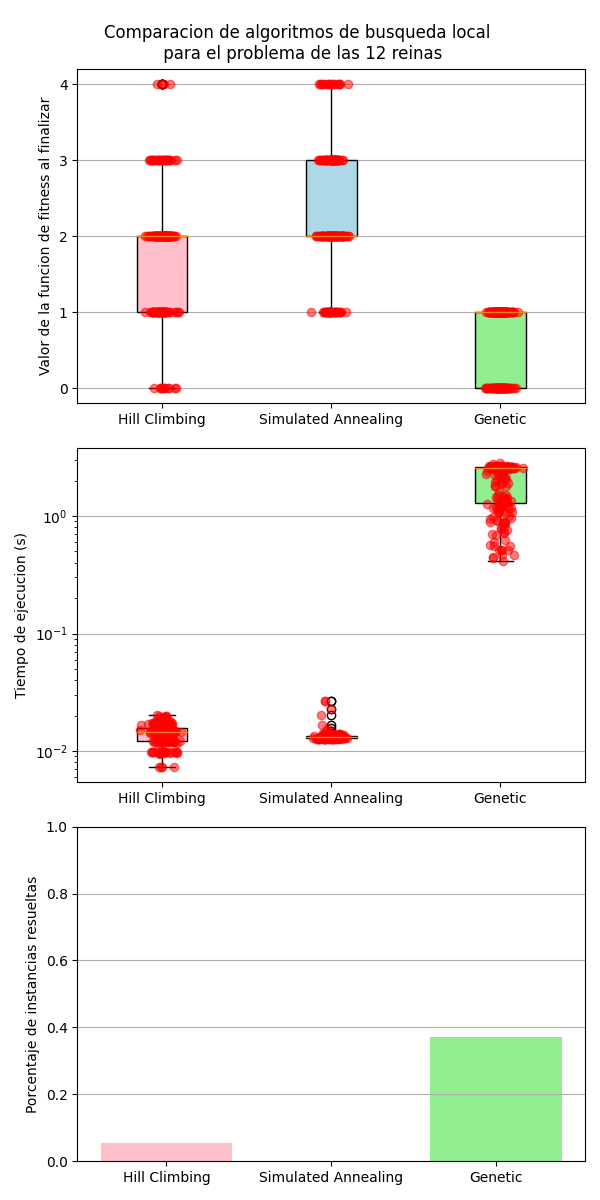 Comparacion de algoritmos de busqueda local
para el problema de las 12 reinas
Valor de la funcion de fitness al finalizar
4
3
2
1
0
Hill Climbing
Simulated Annealing
Genetic
Tiempo de ejecucion (s)
10⁰
10⁻¹
10⁻²
Hill Climbing
Simulated Annealing
Genetic
Porcentaje de instancias resueltas
1.0
0.8
0.6
0.4
0.2
0.0
Hill Climbing
Simulated Annealing
Genetic